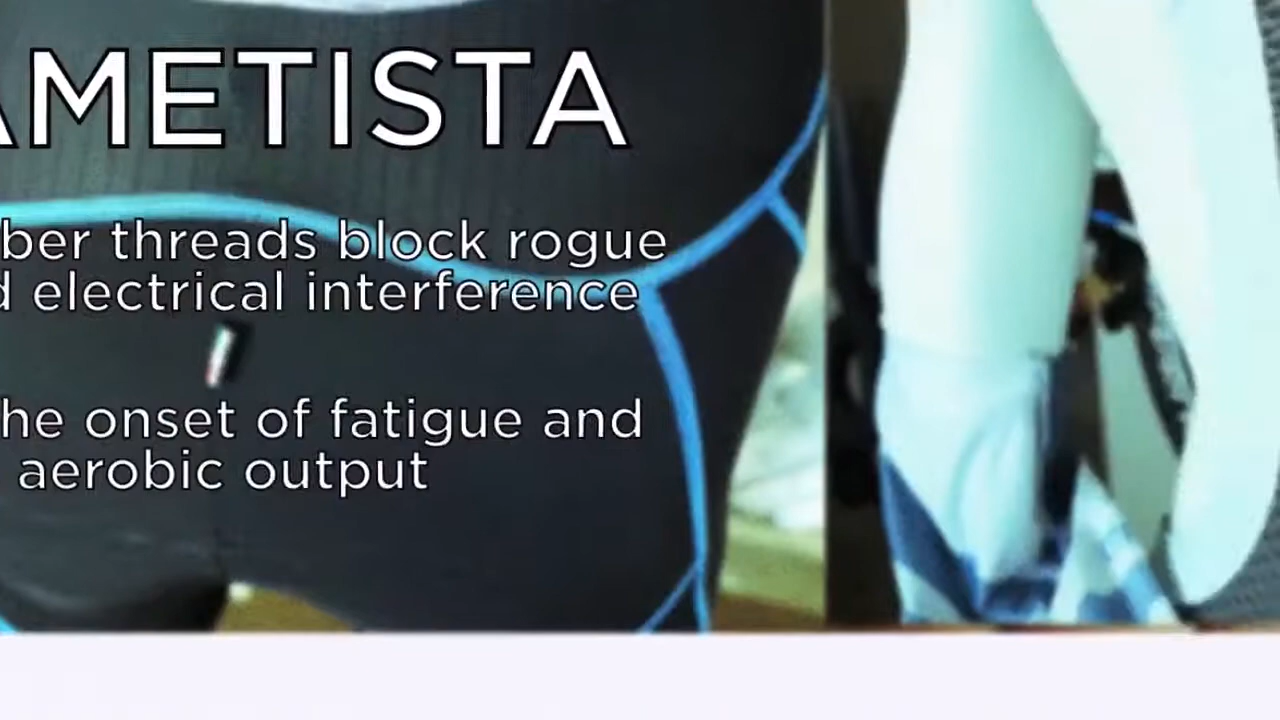 AMETISTA
ber threads block rogue
d electrical interference
he onset of fatigue and
aerobic output